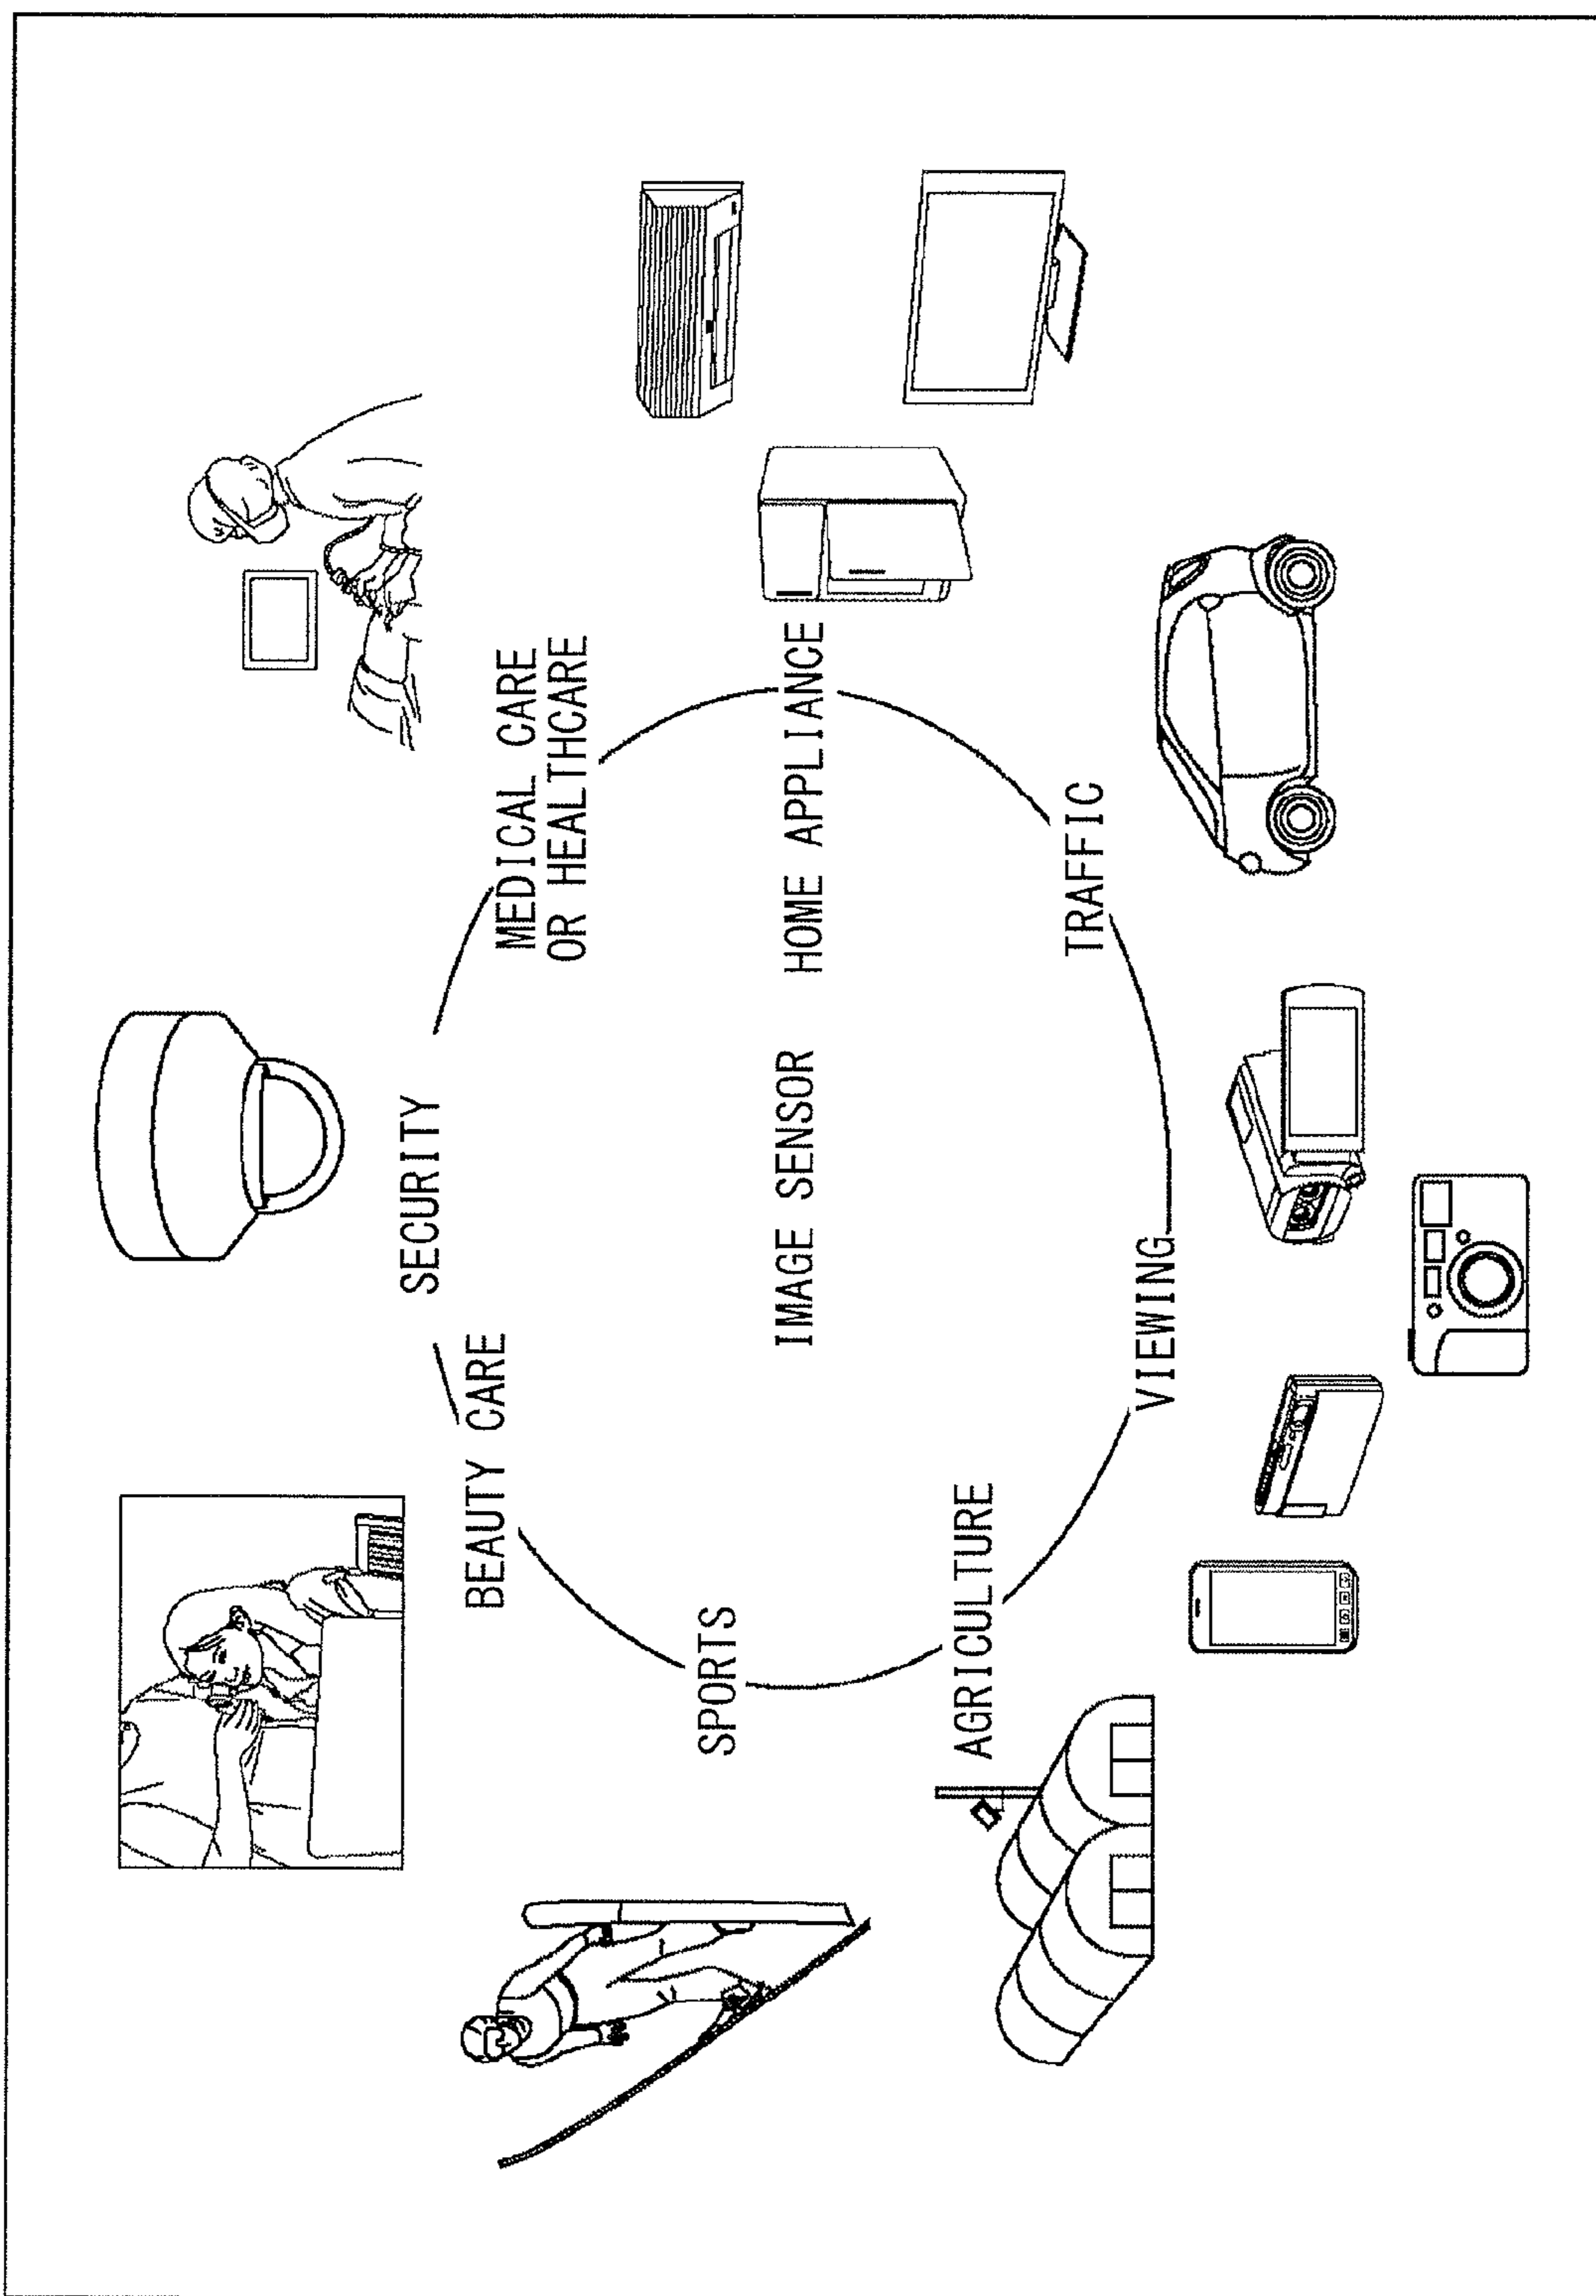 SECURITY
MEDICAL CARE
OR HEALTHCARE
BEAUTY CARE
SPORTS
IMAGE SENSOR
HOME APPLIANCE
AGRICULTURE
TRAFFIC
VIEWING